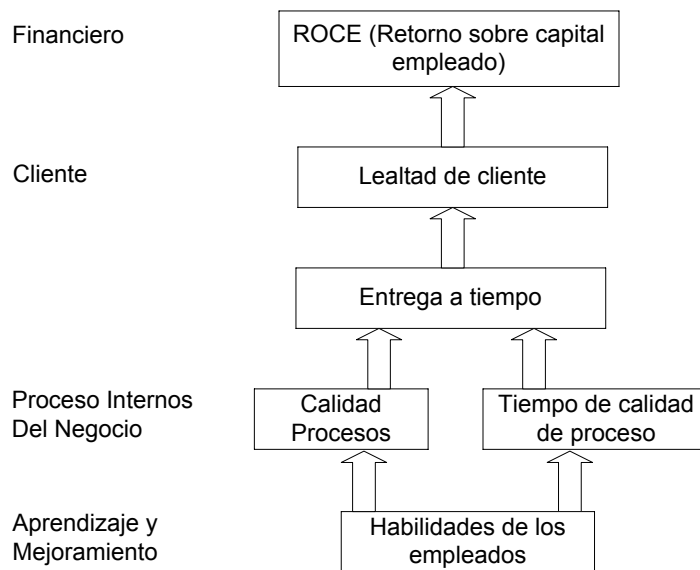 Financiero
ROCE (Retorno sobre capital
empleado)
Cliente
Lealtad de cliente
Entrega a tiempo
Proceso Internos
Del Negocio
Calidad
Procesos
Tiempo de calidad
de proceso
Aprendizaje y
Mejoramiento
Habilidades de los
empleados